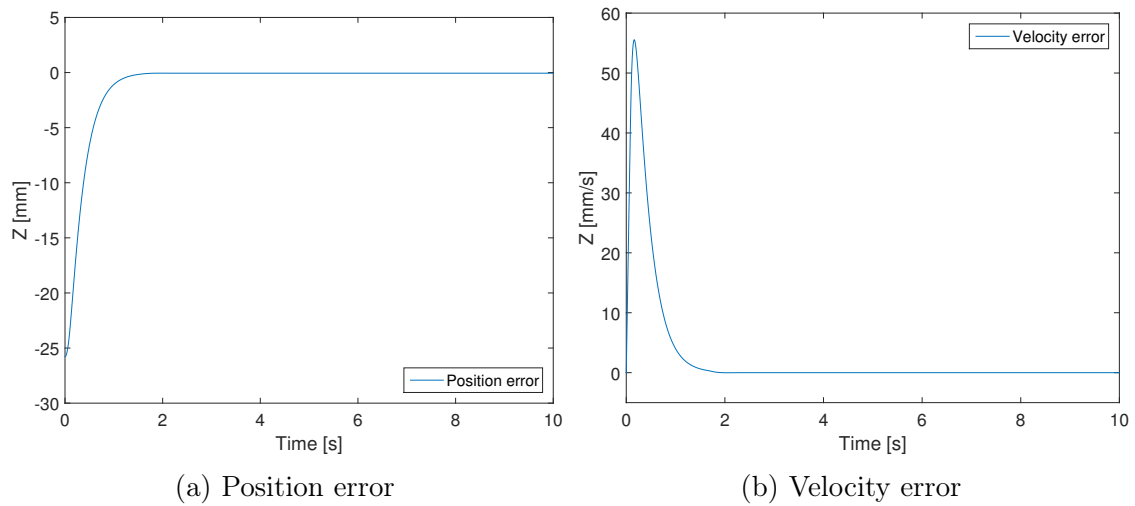 5
0
-5
-10
-15
-20
-25
-30
Z [mm]
0 2 4 6 8 10
Time [s]
Position error
(a) Position error
60
50
40
30
20
10
0
Z [mm/s]
0 2 4 6 8 10
Time [s]
Velocity error
(b) Velocity error